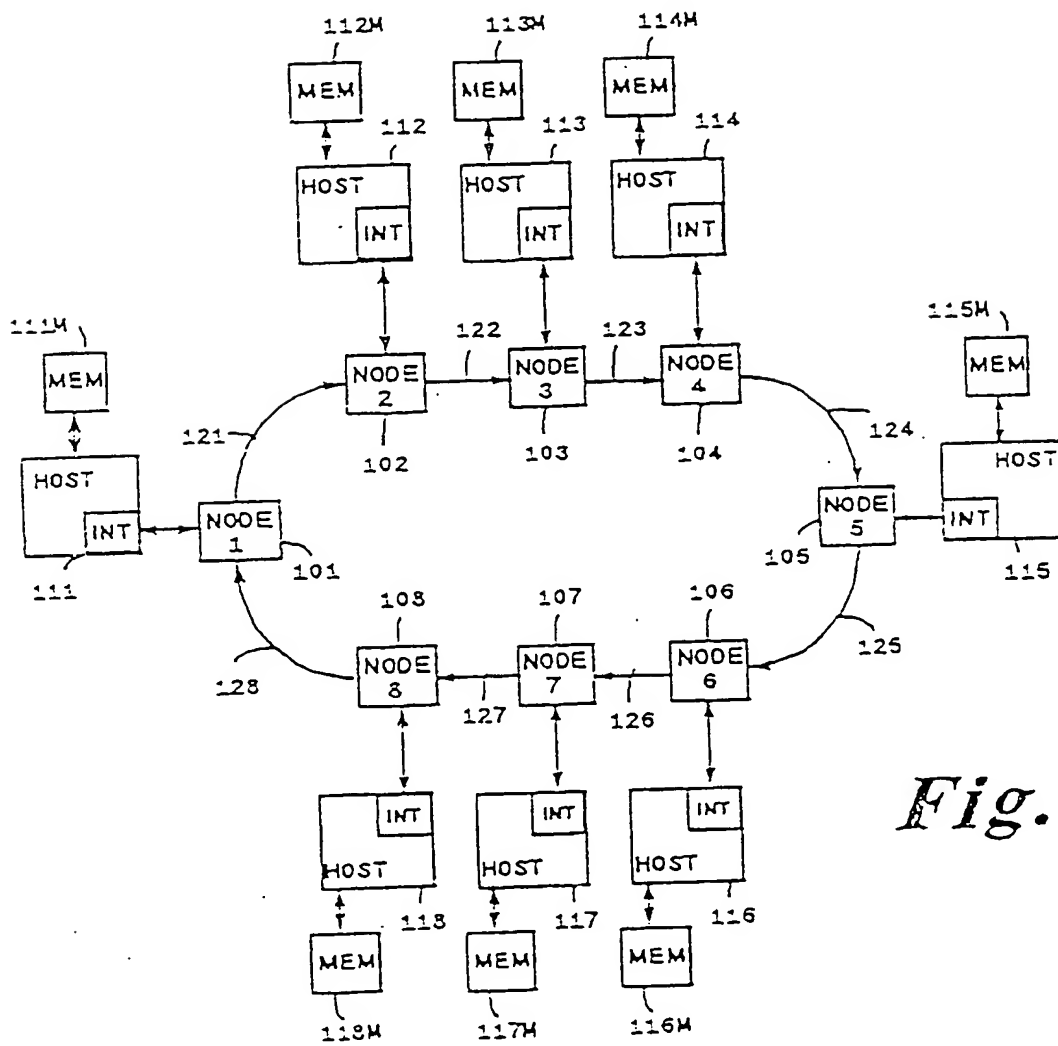 112M
113M
114M
MEM
MEM
MEM
112
113
114
HOST
HOST
HOST
INT
INT
INT
111M
115M
MEM
MEM
122
123
NODE 2
NODE 3
NODE 4
121
124
102
103
104
HOST
HOST
INT
NODE 1
NODE 5
INT
111
101
105
115
108
107
106
125
128
NODE 8
NODE 7
NODE 6
127
126
INT
INT
INT
HOST
HOST
HOST
118
117
116
MEM
MEM
MEM
118M
117M
116M
Fig.